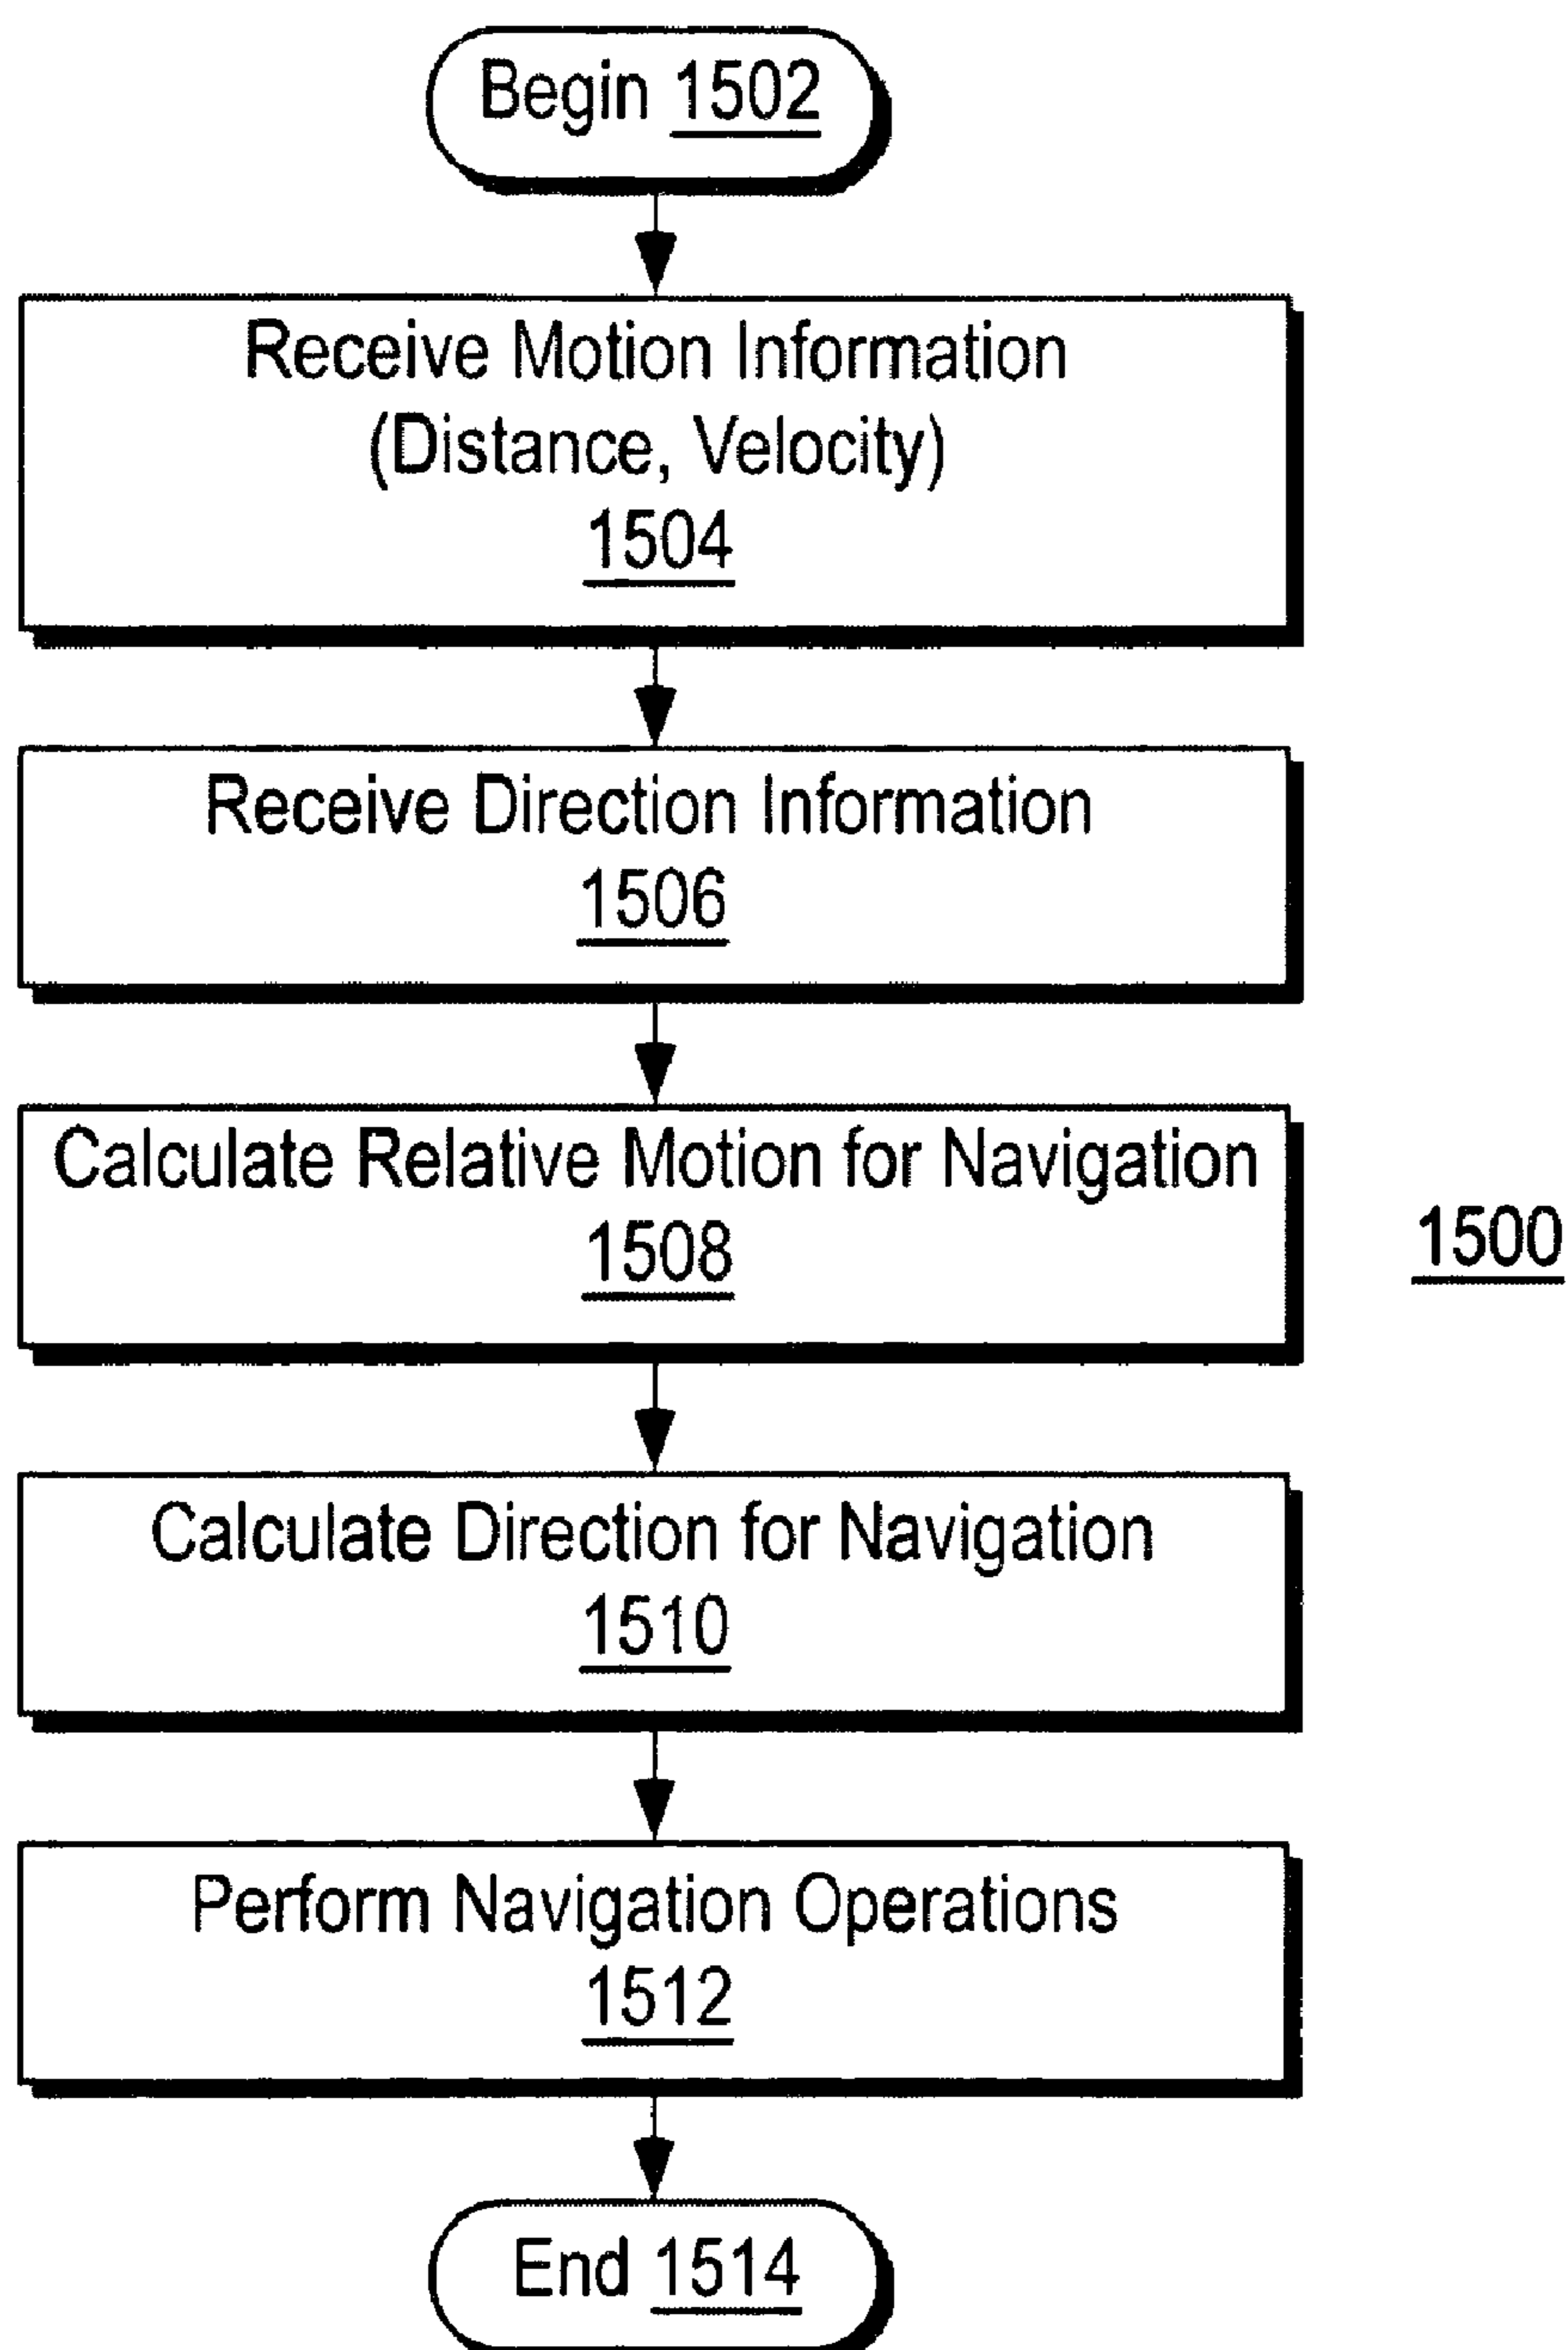 Begin 1502
Receive Motion Information
(Distance, Velocity)
1504
Receive Direction Information
1506
Calculate Relative Motion for Navigation
1508
1500
Calculate Direction for Navigation
1510
Perform Navigation Operations
1512
End 1514